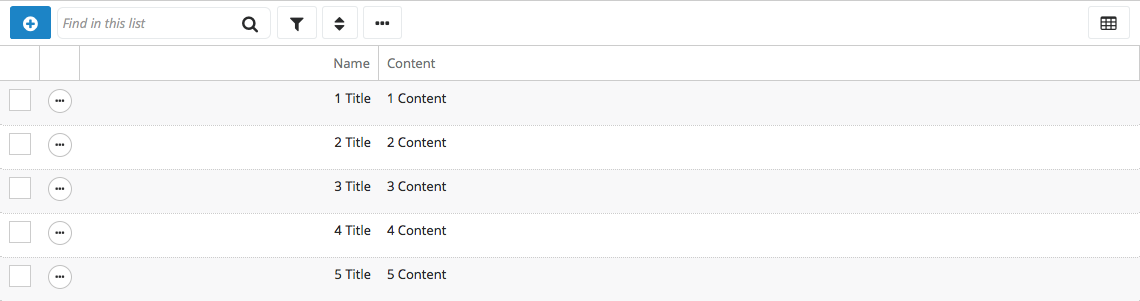 Find in this list
Name Content
1 Title 1 Content
2 Title 2 Content
3 Title 3 Content
4 Title 4 Content
5 Title 5 Content